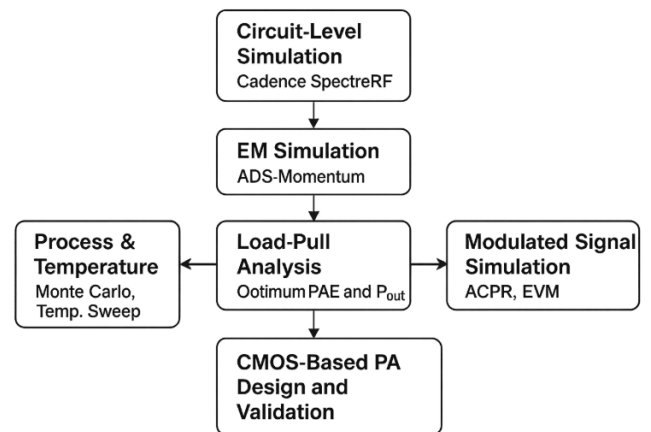 Circuit-Level
Simulation
Cadence SpectreRF
EM Simulation
ADS-Momentum
Process &
Temperature
Monte Carlo,
Temp. Sweep
Load-Pull
Analysis
Ootimum PAE and Pout
Modulated Signal
Simulation
ACPR, EVM
CMOS-Based PA
Design and
Validation